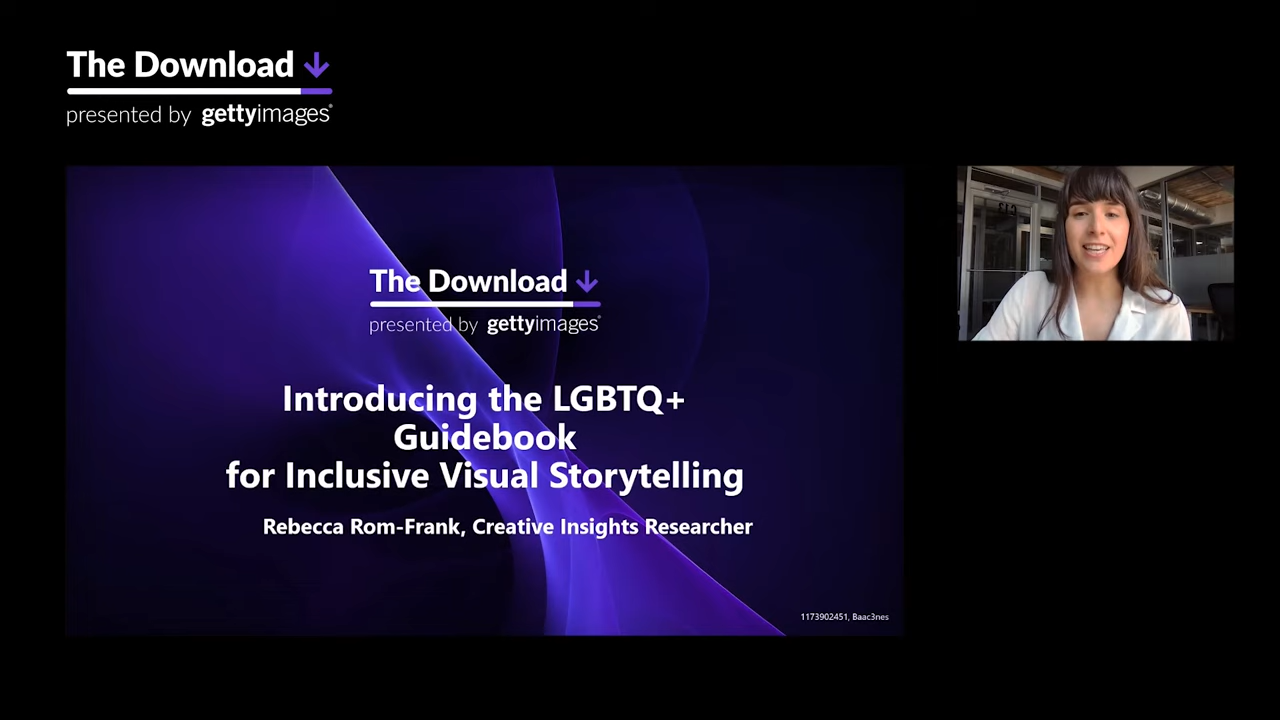 The Download
presented by gettyimages®
The Download
presented by gettyimages®
Introducing the LGBTQ+
Guidebook
for Inclusive Visual Storytelling
Rebecca Rom-Frank, Creative Insights Researcher
1173902451, Baac3nes